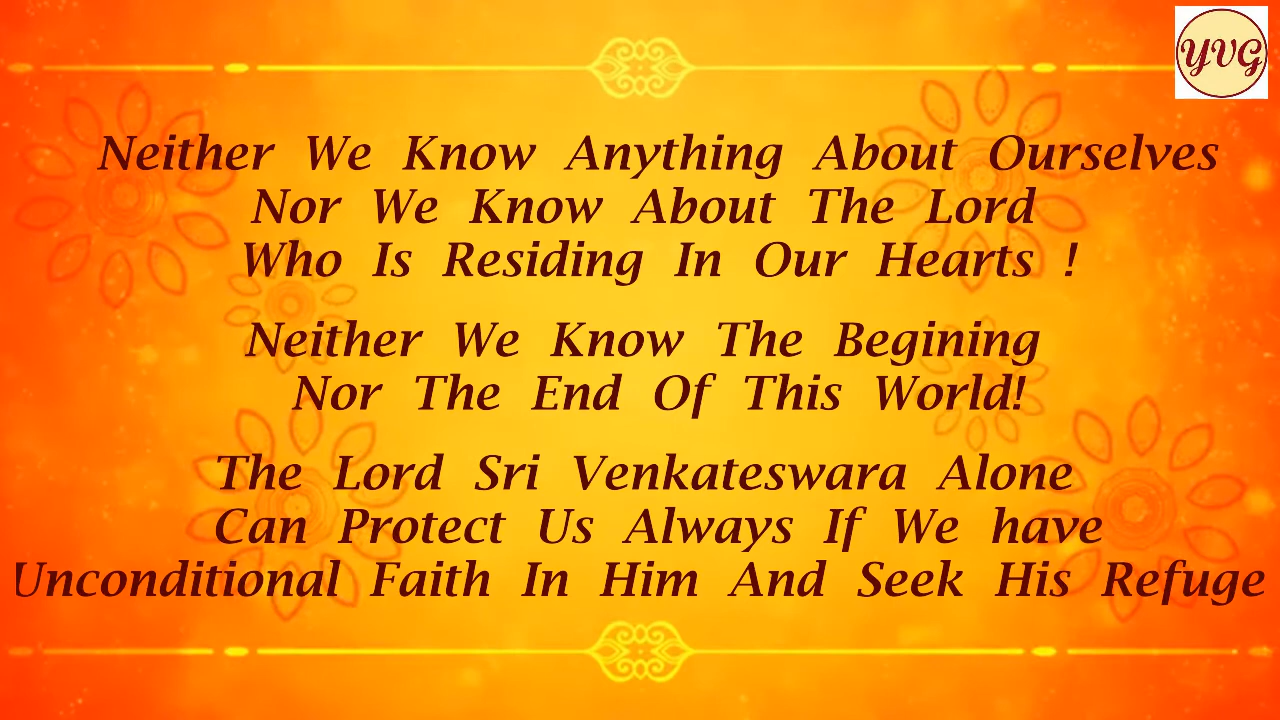 YVG
Neither We Know Anything About Ourselves
Nor We Know About The Lord
Who Is Residing In Our Hearts !
Neither We Know The Begining
Nor The End Of This World!
The Lord Sri Venkateswara Alone
Can Protect Us Always If We have
Unconditional Faith In Him And Seek His Refuge